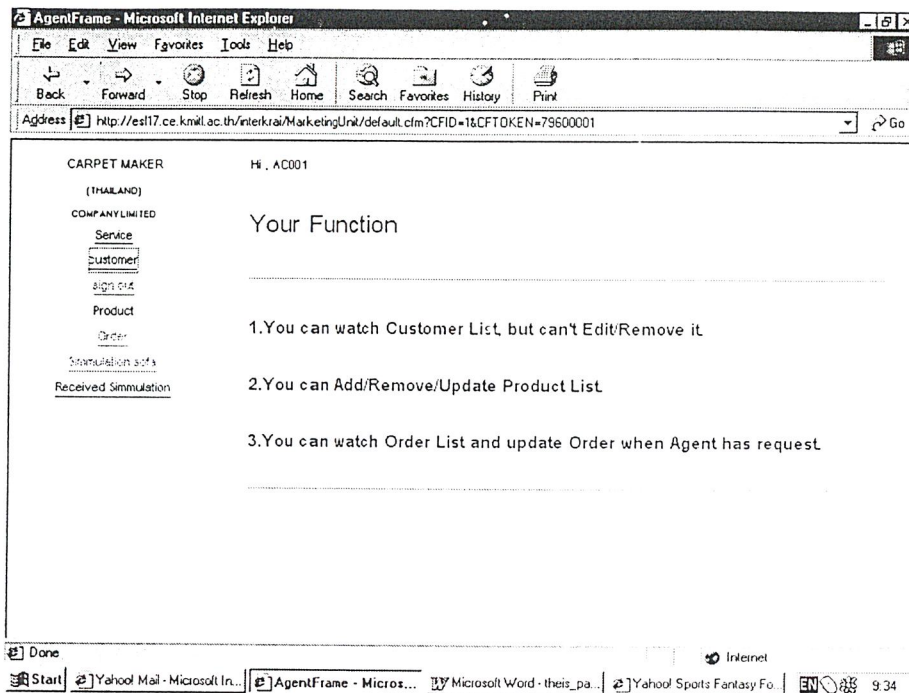 AgentFrame - Microsoft Internet Explorer
File Edit View Favorites Tools Help
Back Forward Stop Refresh Home Search Favorites History Print
Address http://esl17.ce.kmitl.ac.th/interkrai/MarketingUnit/default.cfm?CFID=1&CFTOKEN=79600001 Go
CARPET MAKER
(THAILAND)
COMPANY LIMITED
Service
customer
sign out
Product
Order
Simmulation sofa
Received Simmulation
Hi , AC001
Your Function
1.You can watch Customer List, but can't Edit/Remove it.
2.You can Add/Remove/Update Product List.
3.You can watch Order List and update Order when Agent has request.
Done
Internet
Start Yahoo! Mail - Microsoft In... AgentFrame - Micros... Microsoft Word - theis_pa... Yahoo! Sports Fantasy Fo... EN 9:34